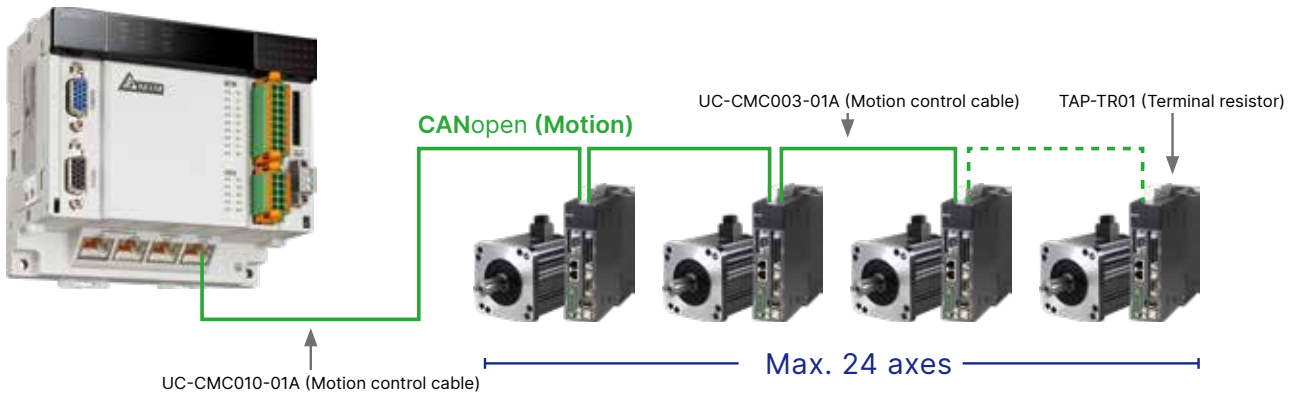 CANopen (Motion)
UC-CMC003-01A (Motion control cable)
TAP-TR01 (Terminal resistor)
Max. 24 axes
UC-CMC010-01A (Motion control cable)